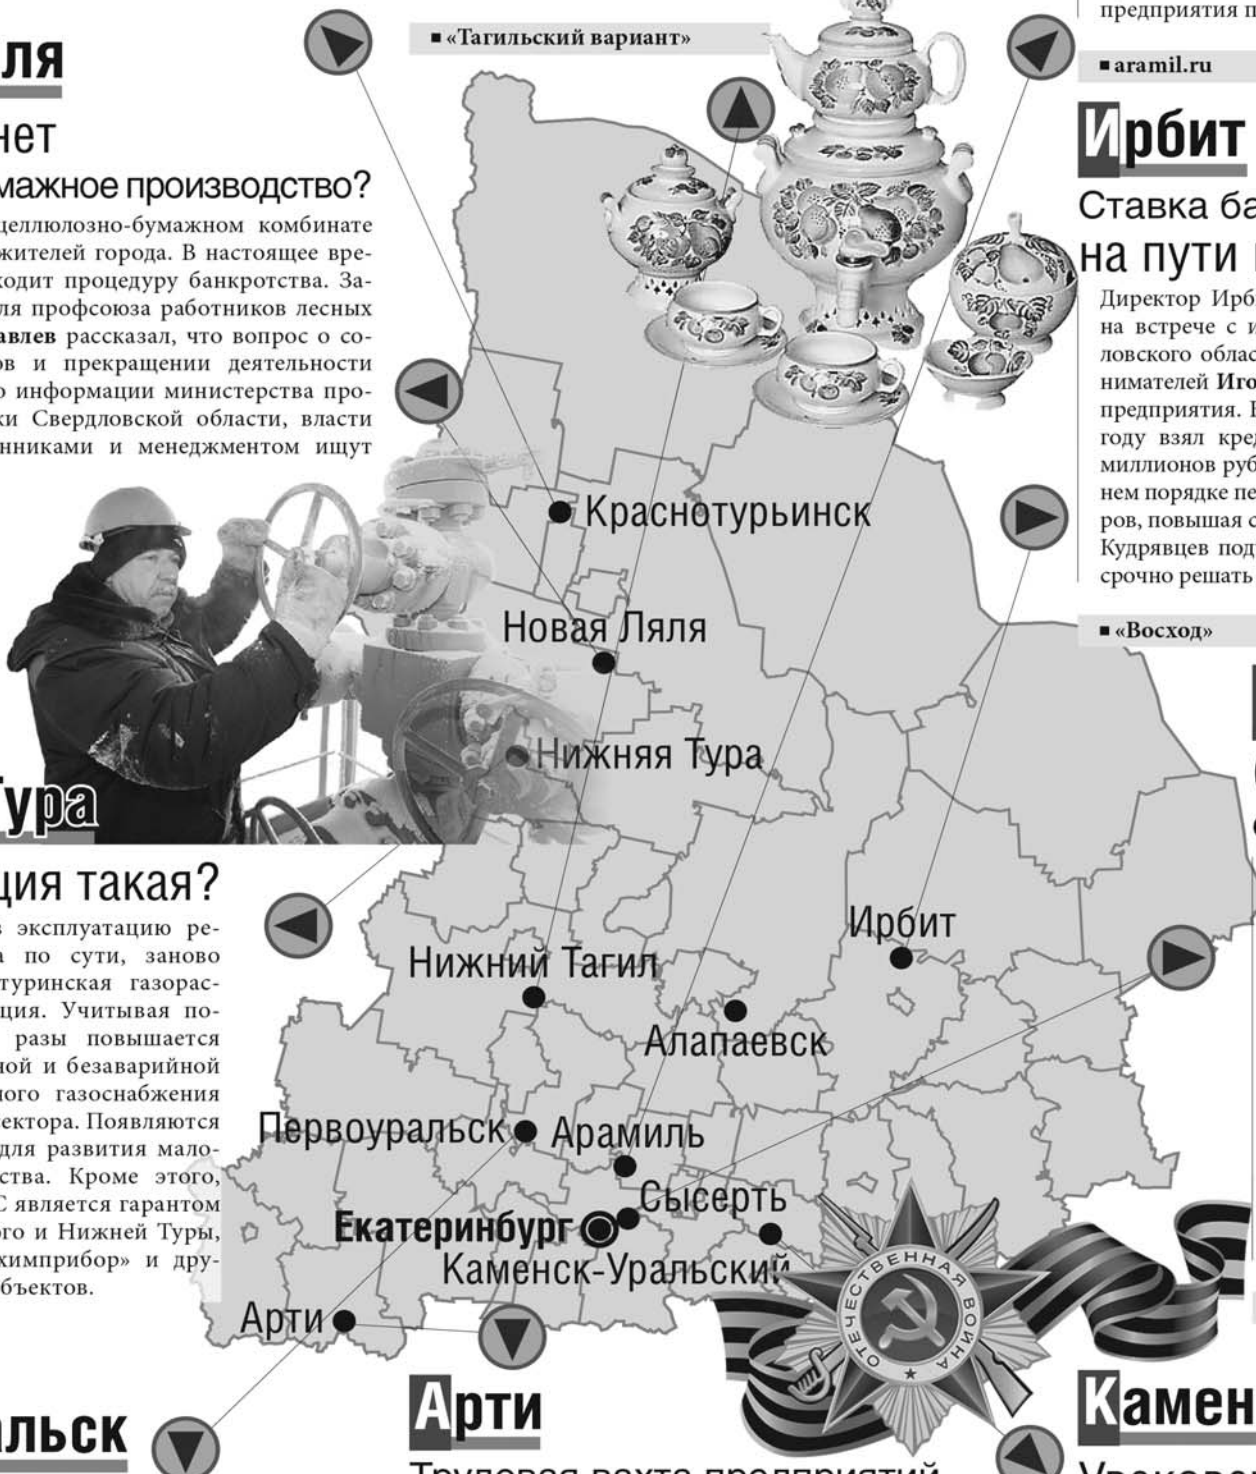 ля
нет
мажное производство?
целлюлозно-бумажном комбинате
жителей города. В настоящее вре-
ходит процедуру банкротства. За-
ля профсоюза работников лесных
авлев рассказал, что вопрос о со-
ов и прекращении деятельности
о информации министерства про-
ки Свердловской области, власти
нниками и менеджментом ищут
Тура
ция такая?
в эксплуатацию ре-
а по сути, заново
туринская газорас-
ция. Учитывая по-
разы повышается
ной и безаварийной
ного газоснабжения
ектора. Появляются
для развития мало-
ства. Кроме этого,
С является гарантом
го и Нижней Туры,
химприбор» и дру-
бъектов.
альск
«Тагильский вариант»
Краснотурьинск
Новая Ляля
Нижняя Тура
Ирбит
Нижний Тагил
Алапаевск
Первоуральск
Арамиль
Сысерть
Екатеринбург
Каменск-Уральский
Арти
ОТЕЧЕСТВЕННАЯ ВОЙНА
Арти
Трудовая вахта предприятий
предприятия п
aramil.ru
Ирбит
Ставка ба
на пути
Директор Ирб
на встрече с и
ловского облас
нимателей Иго
предприятия. В
году взял кред
миллионов руб
нем порядке пе
ров, повышая с
Кудрявцев под
срочно решать
«Восход»
Камен